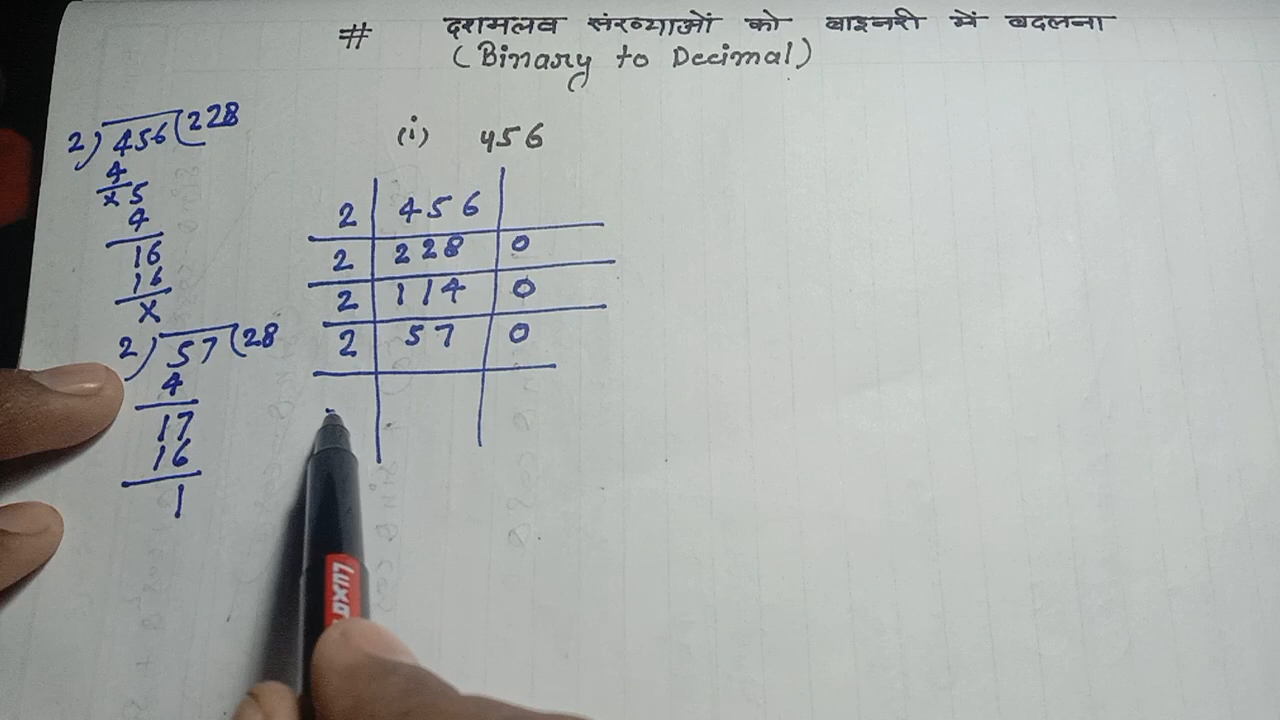 # दशमलव संख्याओं को बाइनरी में बदलना
(Binary to Decimal)
(i) 456
2) 456 (228
4
x5
4
16
16
x
2) 57 (28
4
17
16
1
2 456
2 228 0
2 114 0
2 57 0